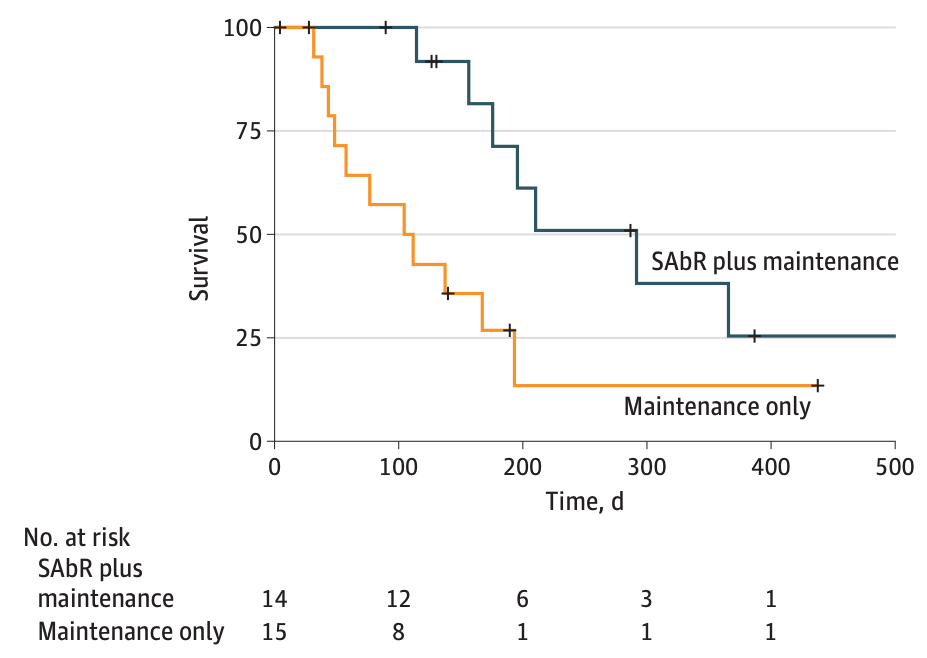 100
75
50
25
0
Survival
SAbR plus maintenance
Maintenance only
0 100 200 300 400 500
Time, d
No. at risk
SAbR plus
maintenance 14 12 6 3 1
Maintenance only 15 8 1 1 1